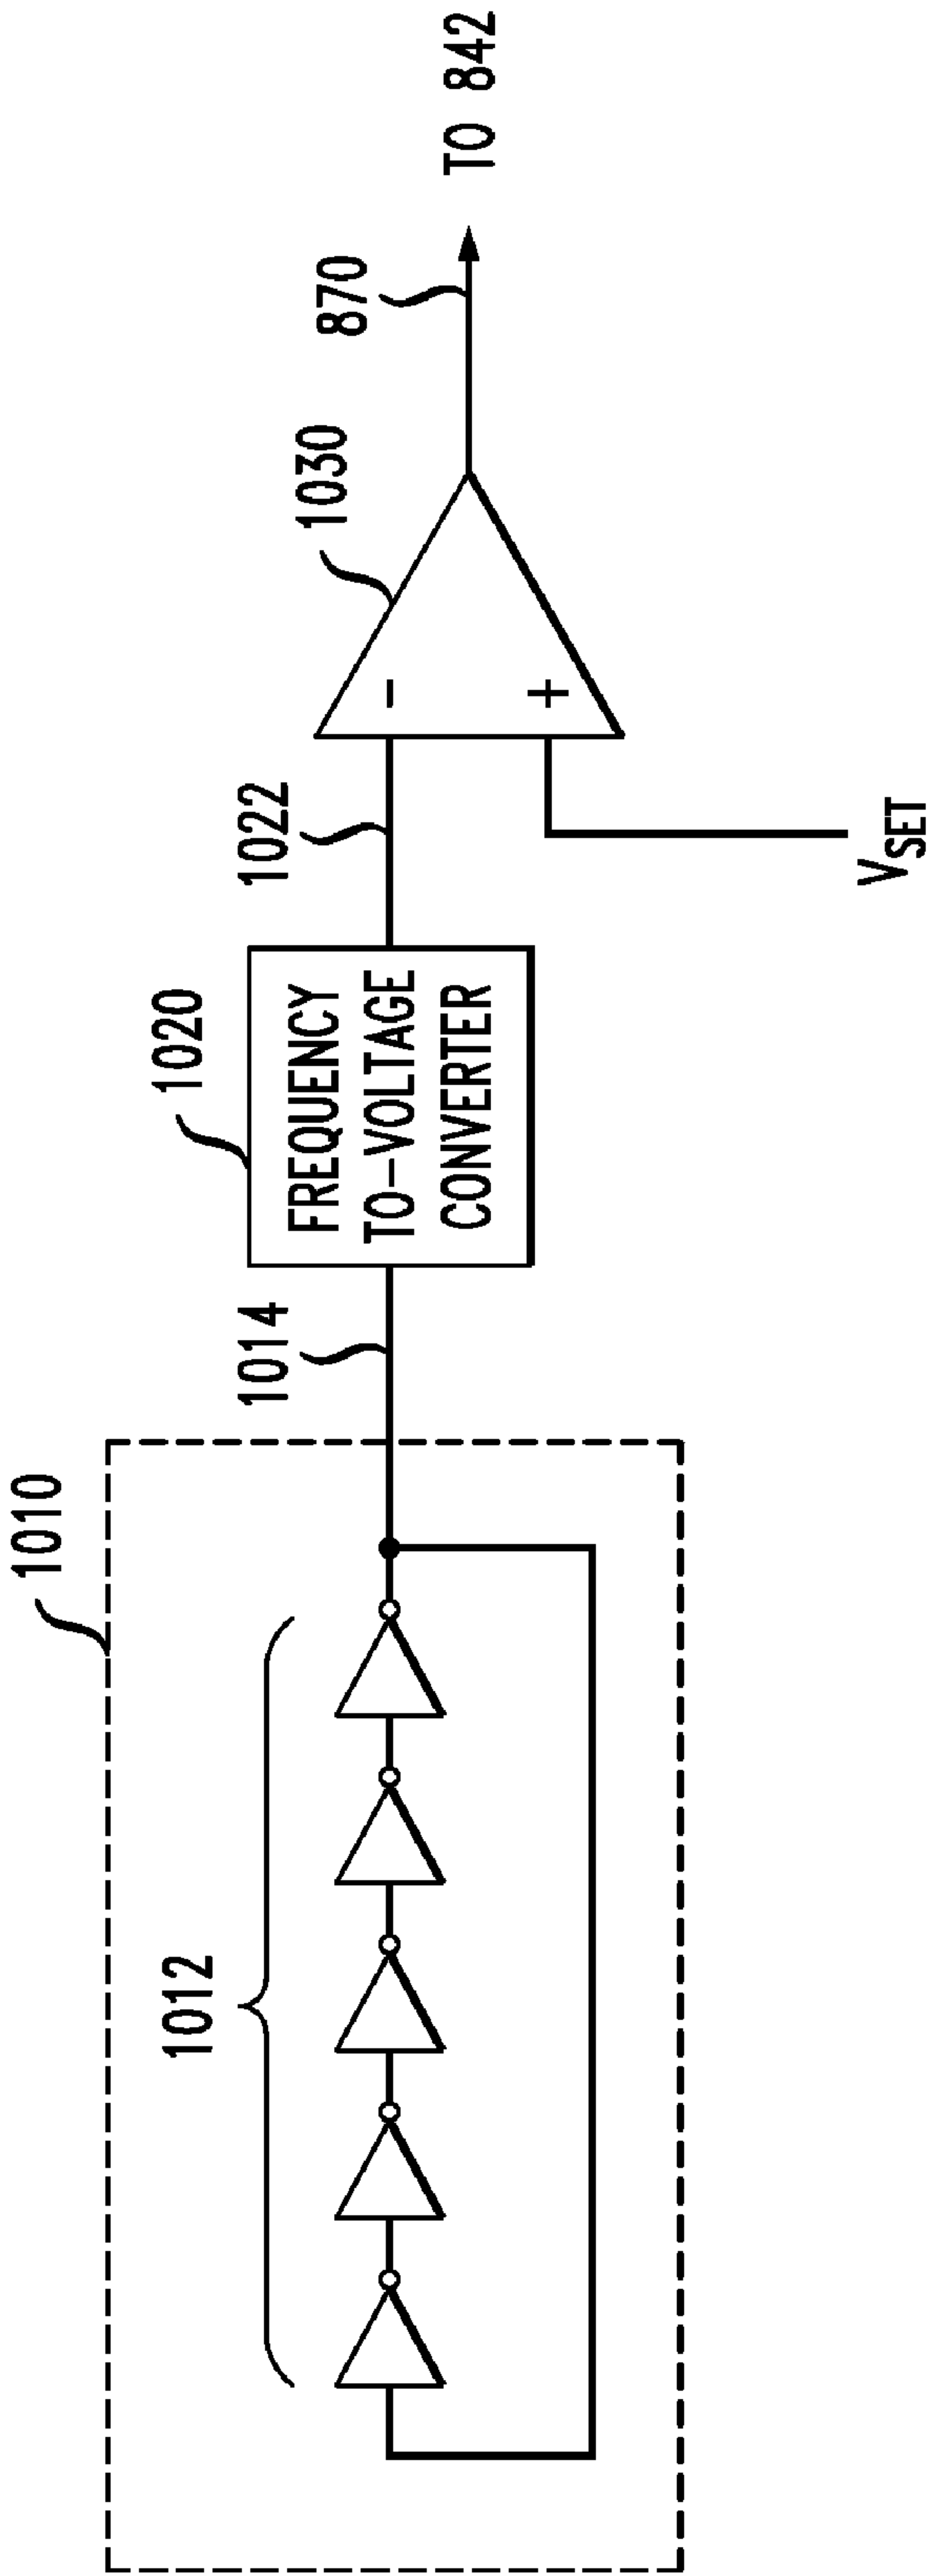 1010
1012
1014
1020
FREQUENCY
TO-VOLTAGE
CONVERTER
1022
1030
-
+
VSET
870
TO 842